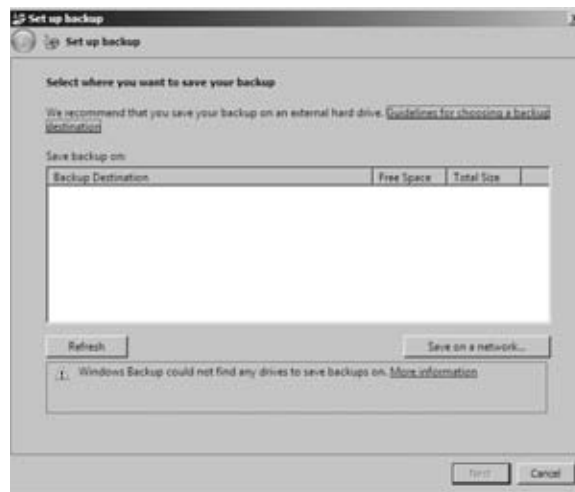 Set up backup
Set up backup
Select where you want to save your backup
We recommend that you save your backup on an external hard drive. Guidelines for choosing a backup
destination
Save backup on:
Backup Destination Free Space Total Size
Refresh Save on a network...
Windows Backup could not find any drives to save backups on. More information
Next Cancel